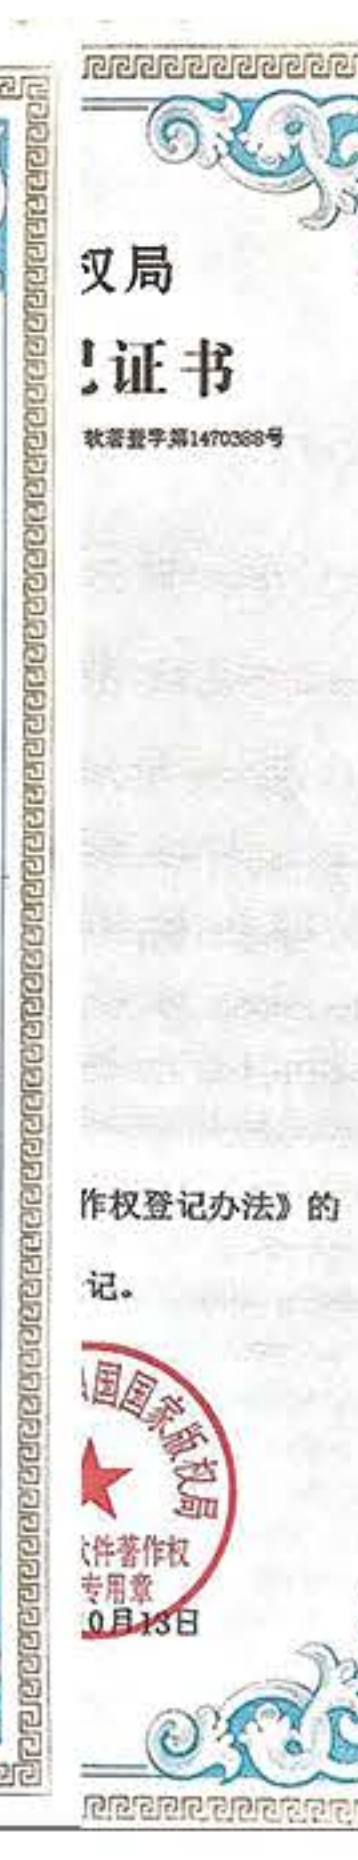 权局
证书
软著登字第1470388号
作权登记办法》的
记。
国国家版权局
件著作权
专用章
0月13日